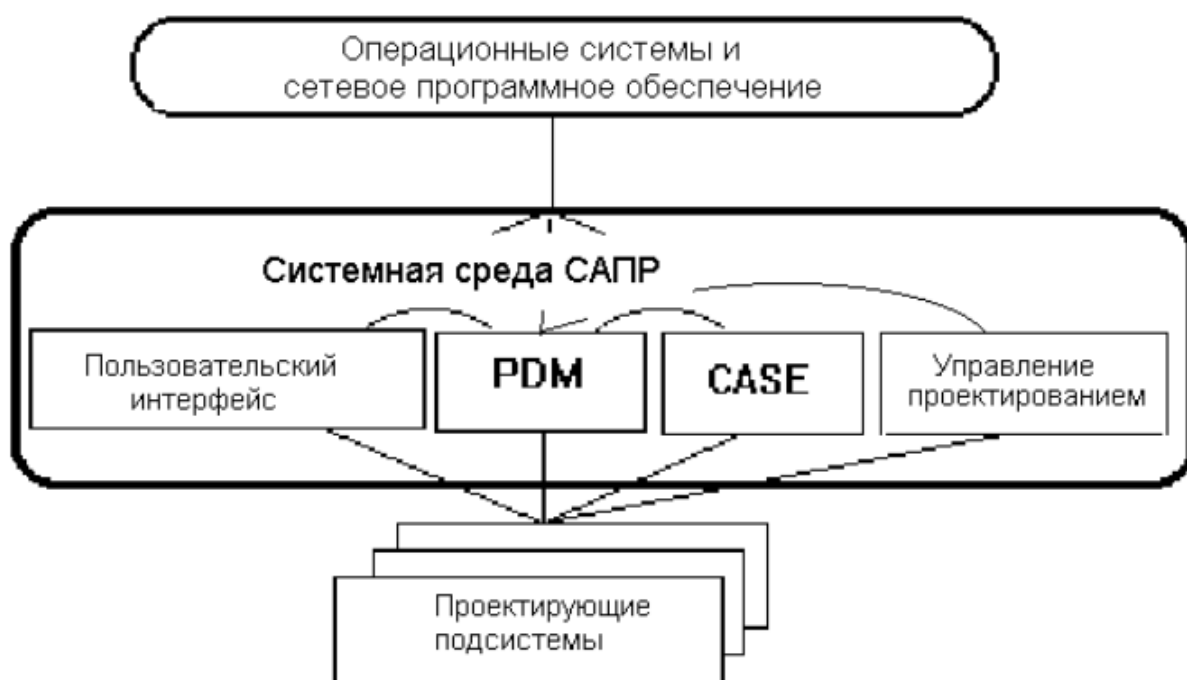 Операционные системы и
сетевое программное обеспечение
Системная среда САПР
Пользовательский
интерфейс
PDM
CASE
Управление
проектированием
Проектирующие
подсистемы